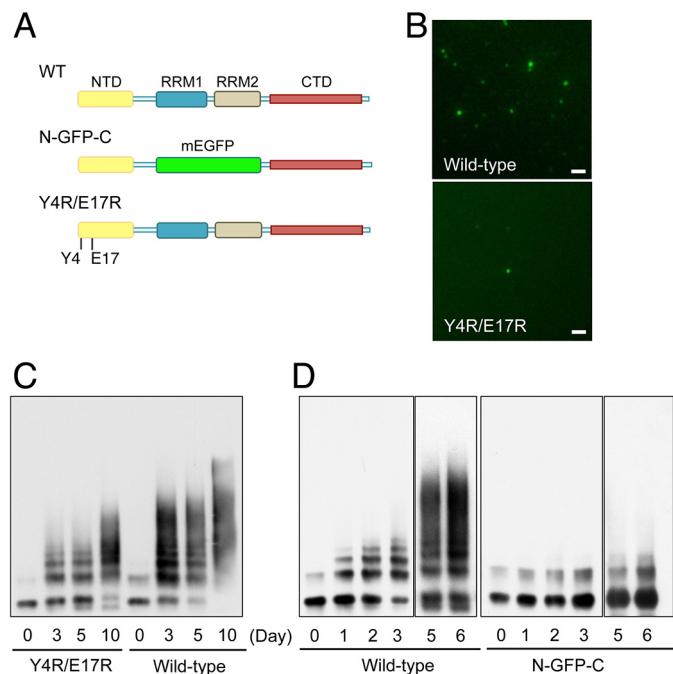 A
WT
NTD RRM1 RRM2 CTD
N-GFP-C
mEGFP
Y4R/E17R
Y4 E17
B
Wild-type
Y4R/E17R
C
0 3 5 10 0 3 5 10 (Day)
Y4R/E17R Wild-type
D
0 1 2 3 5 6 0 1 2 3 5 6
Wild-type N-GFP-C